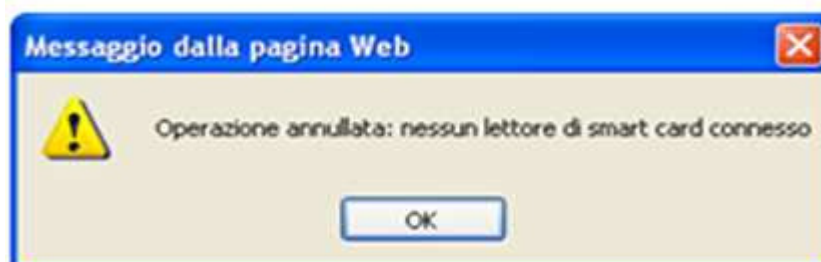 Messaggio dalla pagina Web
Operazione annullata: nessun lettore di smart card connesso
OK